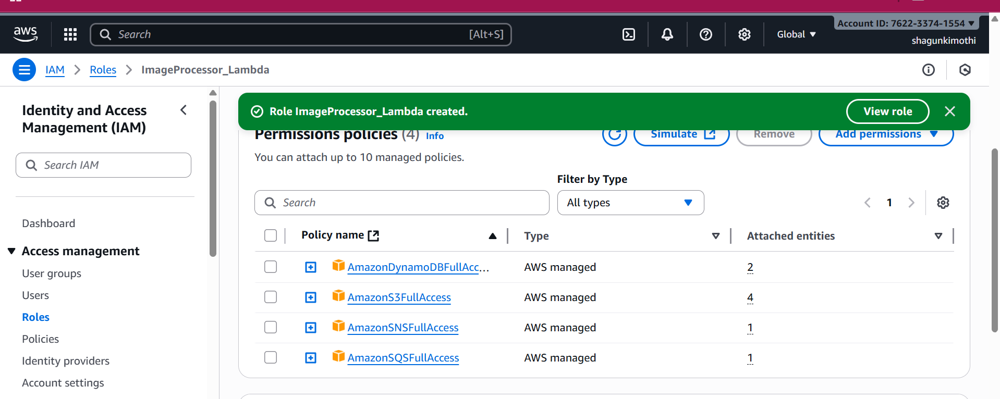 aws
Search
[Alt+S]
Global
Account ID: 7622-3374-1554
shagunkimothi
IAM
Roles
ImageProcessor_Lambda
Identity and Access
Management (IAM)
Search IAM
Dashboard
Access management
User groups
Users
Roles
Policies
Identity providers
Account settings
Role ImageProcessor_Lambda created.
View role
Permissions policies (4)
Info
Simulate
Remove
Add permissions
You can attach up to 10 managed policies.
Filter by Type
Search
All types
1
Policy name
Type
Attached entities
AmazonDynamoDBFullAcc...
AWS managed
2
AmazonS3FullAccess
AWS managed
4
AmazonSNSFullAccess
AWS managed
1
AmazonSQSFullAccess
AWS managed
1